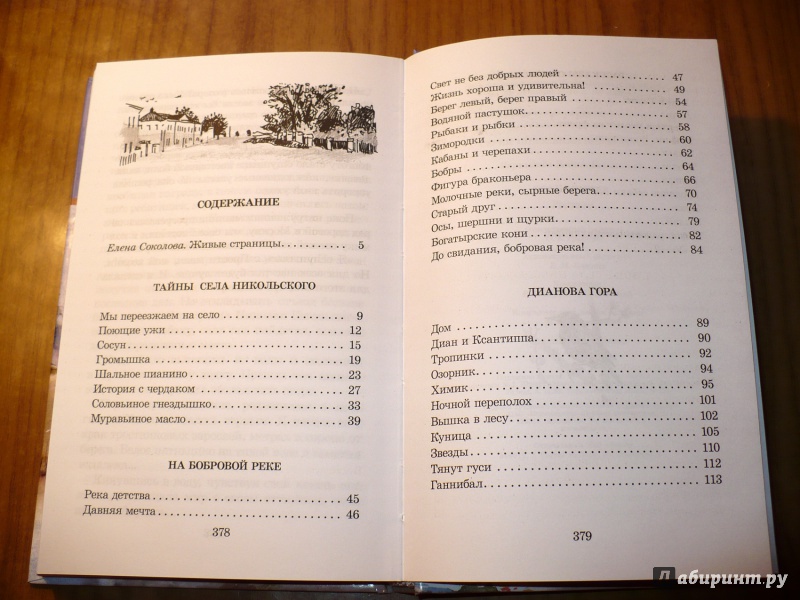 СОДЕРЖАНИЕ
Елена Соколова. Живые страницы............ 5
ТАЙНЫ СЕЛА НИКОЛЬСКОГО
Мы переезжаем на село .................... 9
Поющие ужи ............................... 12
Сосун .................................... 15
Громышка ................................. 19
Шальное пианино .......................... 23
История с чердаком ....................... 27
Соловьиное гнездышко ..................... 33
Муравьиное масло ......................... 39
НА БОБРОВОЙ РЕКЕ
Река детства ............................. 45
Давняя мечта ............................. 46
378
Свет не без добрых людей ................. 47
Жизнь хороша и удивительна! .............. 49
Берег левый, берег правый ................ 54
Водяной пастушок.......................... 57
Рыбаки и рыбки ........................... 58
Зимородки ................................ 60
Кабаны и черепахи ........................ 62
Бобры .................................... 64
Фигура браконьера ........................ 66
Молочные реки, сырные берега.............. 70
Старый друг .............................. 74
Осы, шершни и щурки....................... 79
Богатырские кони ......................... 82
До свидания, бобровая река! .............. 84
ДИАНОВА ГОРА
Дом ...................................... 89
Диан и Ксантиппа.......................... 90
Тропинки ................................. 92
Озорник................................... 94
Химик..................................... 95
Ночной переполох ......................... 101
Вышка в лесу ............................. 102
Куница ................................... 105
Звезды ................................... 110
Тянут гуси ............................... 112
Ганнибал ................................. 113
379
Лабиринт.ру